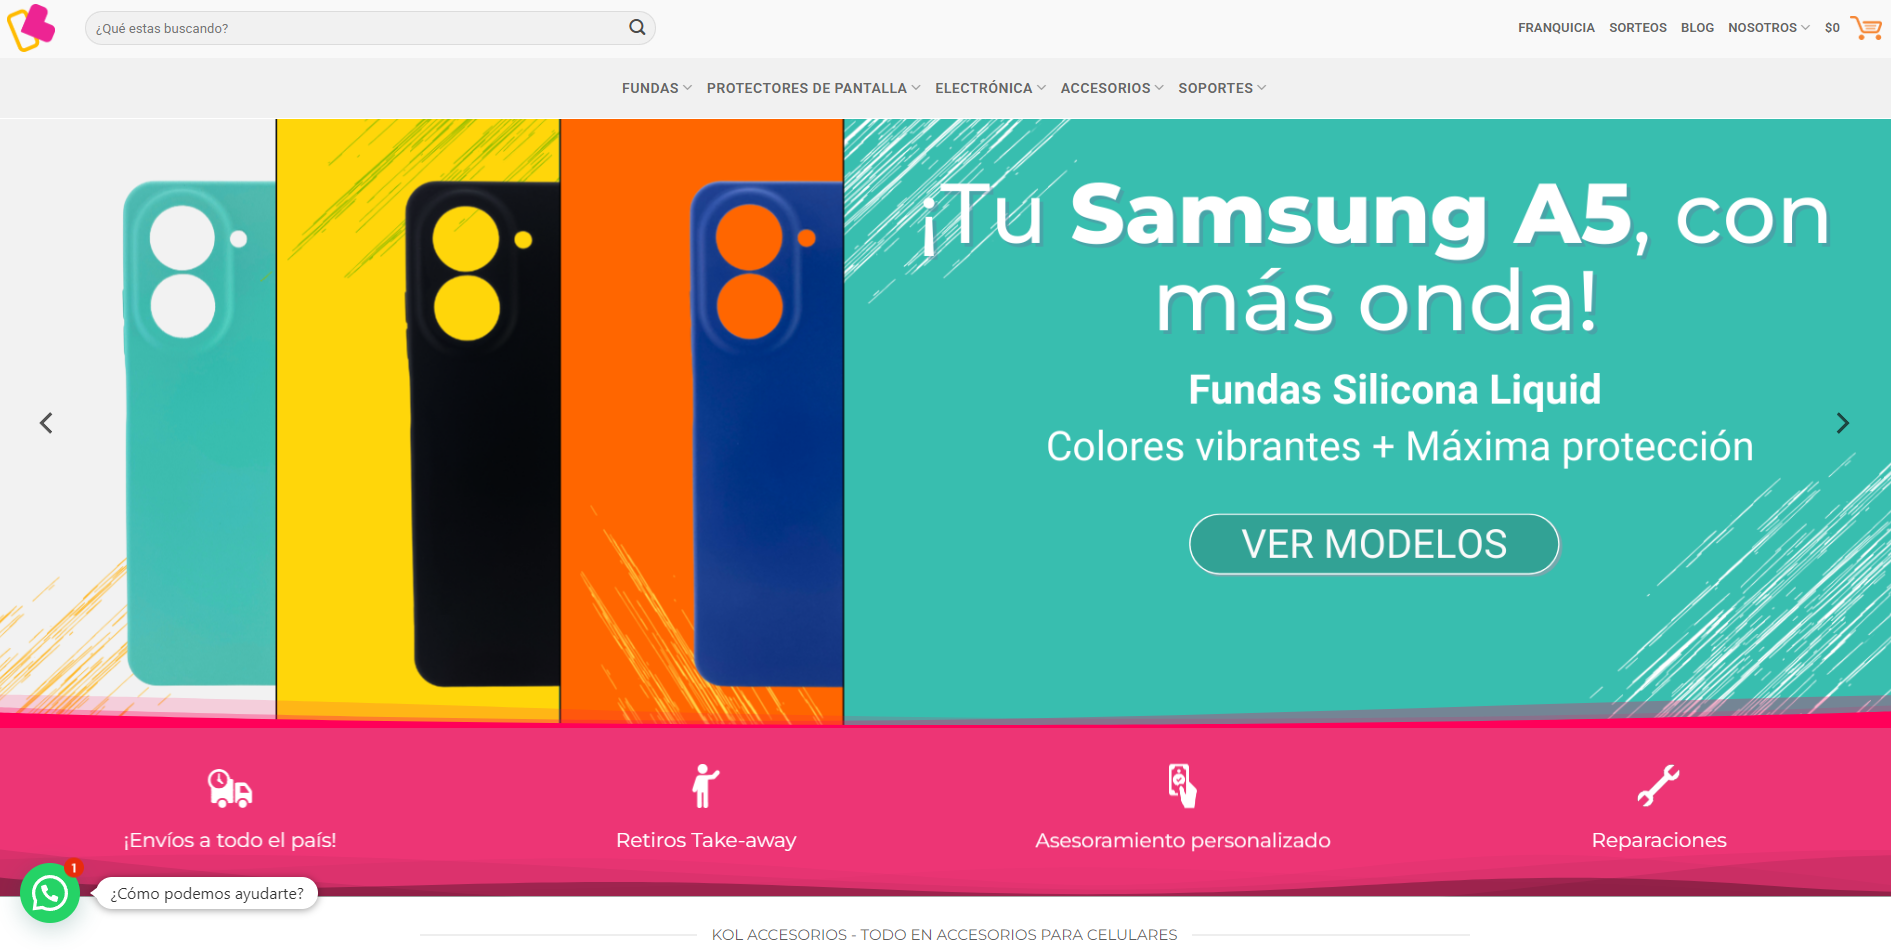 ¿Qué estas buscando?
FRANQUICIA SORTEOS BLOG NOSOTROS $0
FUNDAS PROTECTORES DE PANTALLA ELECTRÓNICA ACCESORIOS SOPORTES
¡Tu Samsung A5, con
más onda!
Fundas Silicona Liquid
Colores vibrantes + Máxima protección
VER MODELOS
¡Envíos a todo el país!
Retiros Take-away
Asesoramiento personalizado
Reparaciones
1
¿Cómo podemos ayudarte?
KOL ACCESORIOS - TODO EN ACCESORIOS PARA CELULARES